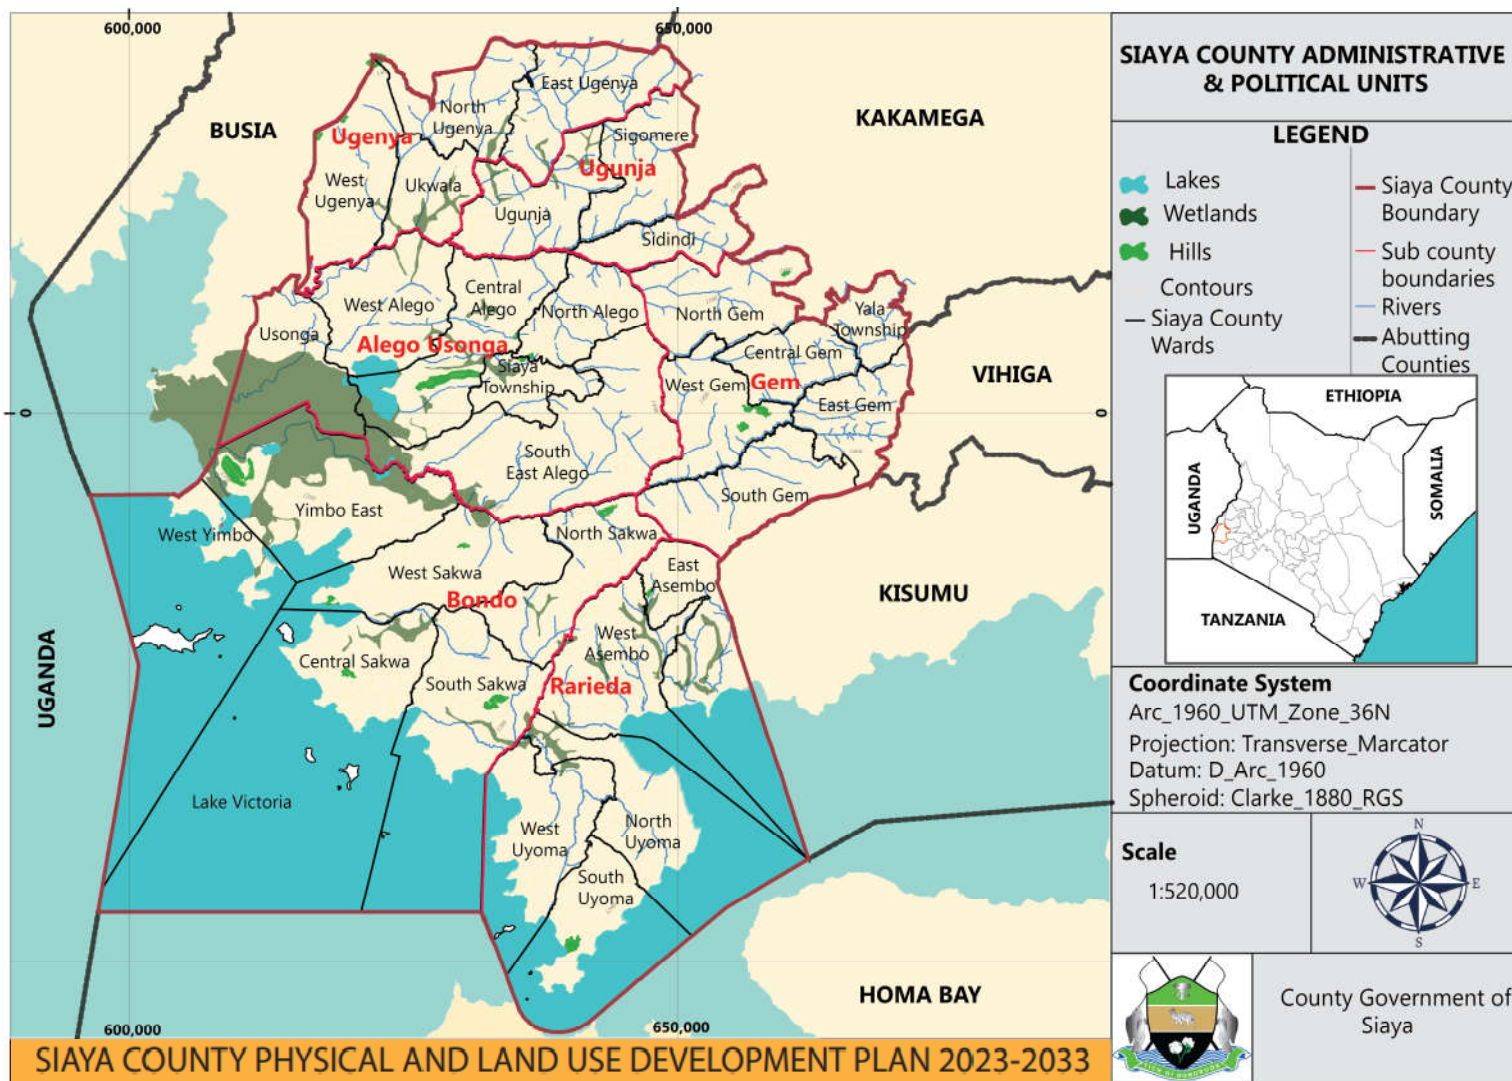 600,000
650,000
BUSIA
KAKAMEGA
East Ugenya
North
Ugenya
Ugenya
Sigomere
Ugunja
West
Ugenya
Ukwala
Ugunja
Sidindi
West Alego
Central
Alego
North Alego
North Gem
Yala
Township
Usonga
Alego Usonga
Siaya
Township
Central Gem
West Gem
Gem
East Gem
VIHIGA
0
0
South
East Alego
South Gem
Yimbo East
West Yimbo
North Sakwa
West Sakwa
Bondo
East
Asembo
KISUMU
West
Asembo
Central Sakwa
South Sakwa
Rarieda
UGANDA
Lake Victoria
West
Uyoma
North
Uyoma
South
Uyoma
HOMA BAY
600,000
650,000
SIAYA COUNTY PHYSICAL AND LAND USE DEVELOPMENT PLAN 2023-2033
SIAYA COUNTY ADMINISTRATIVE
& POLITICAL UNITS
LEGEND
Lakes
Wetlands
Hills
Contours
Siaya County
Wards
Siaya County
Boundary
Sub county
boundaries
Rivers
Abutting
Counties
ETHIOPIA
UGANDA
SOMALIA
TANZANIA
Coordinate System
Arc_1960_UTM_Zone_36N
Projection: Transverse_Marcator
Datum: D_Arc_1960
Spheroid: Clarke_1880_RGS
Scale
1:520,000
N
W
E
S
County Government of
Siaya